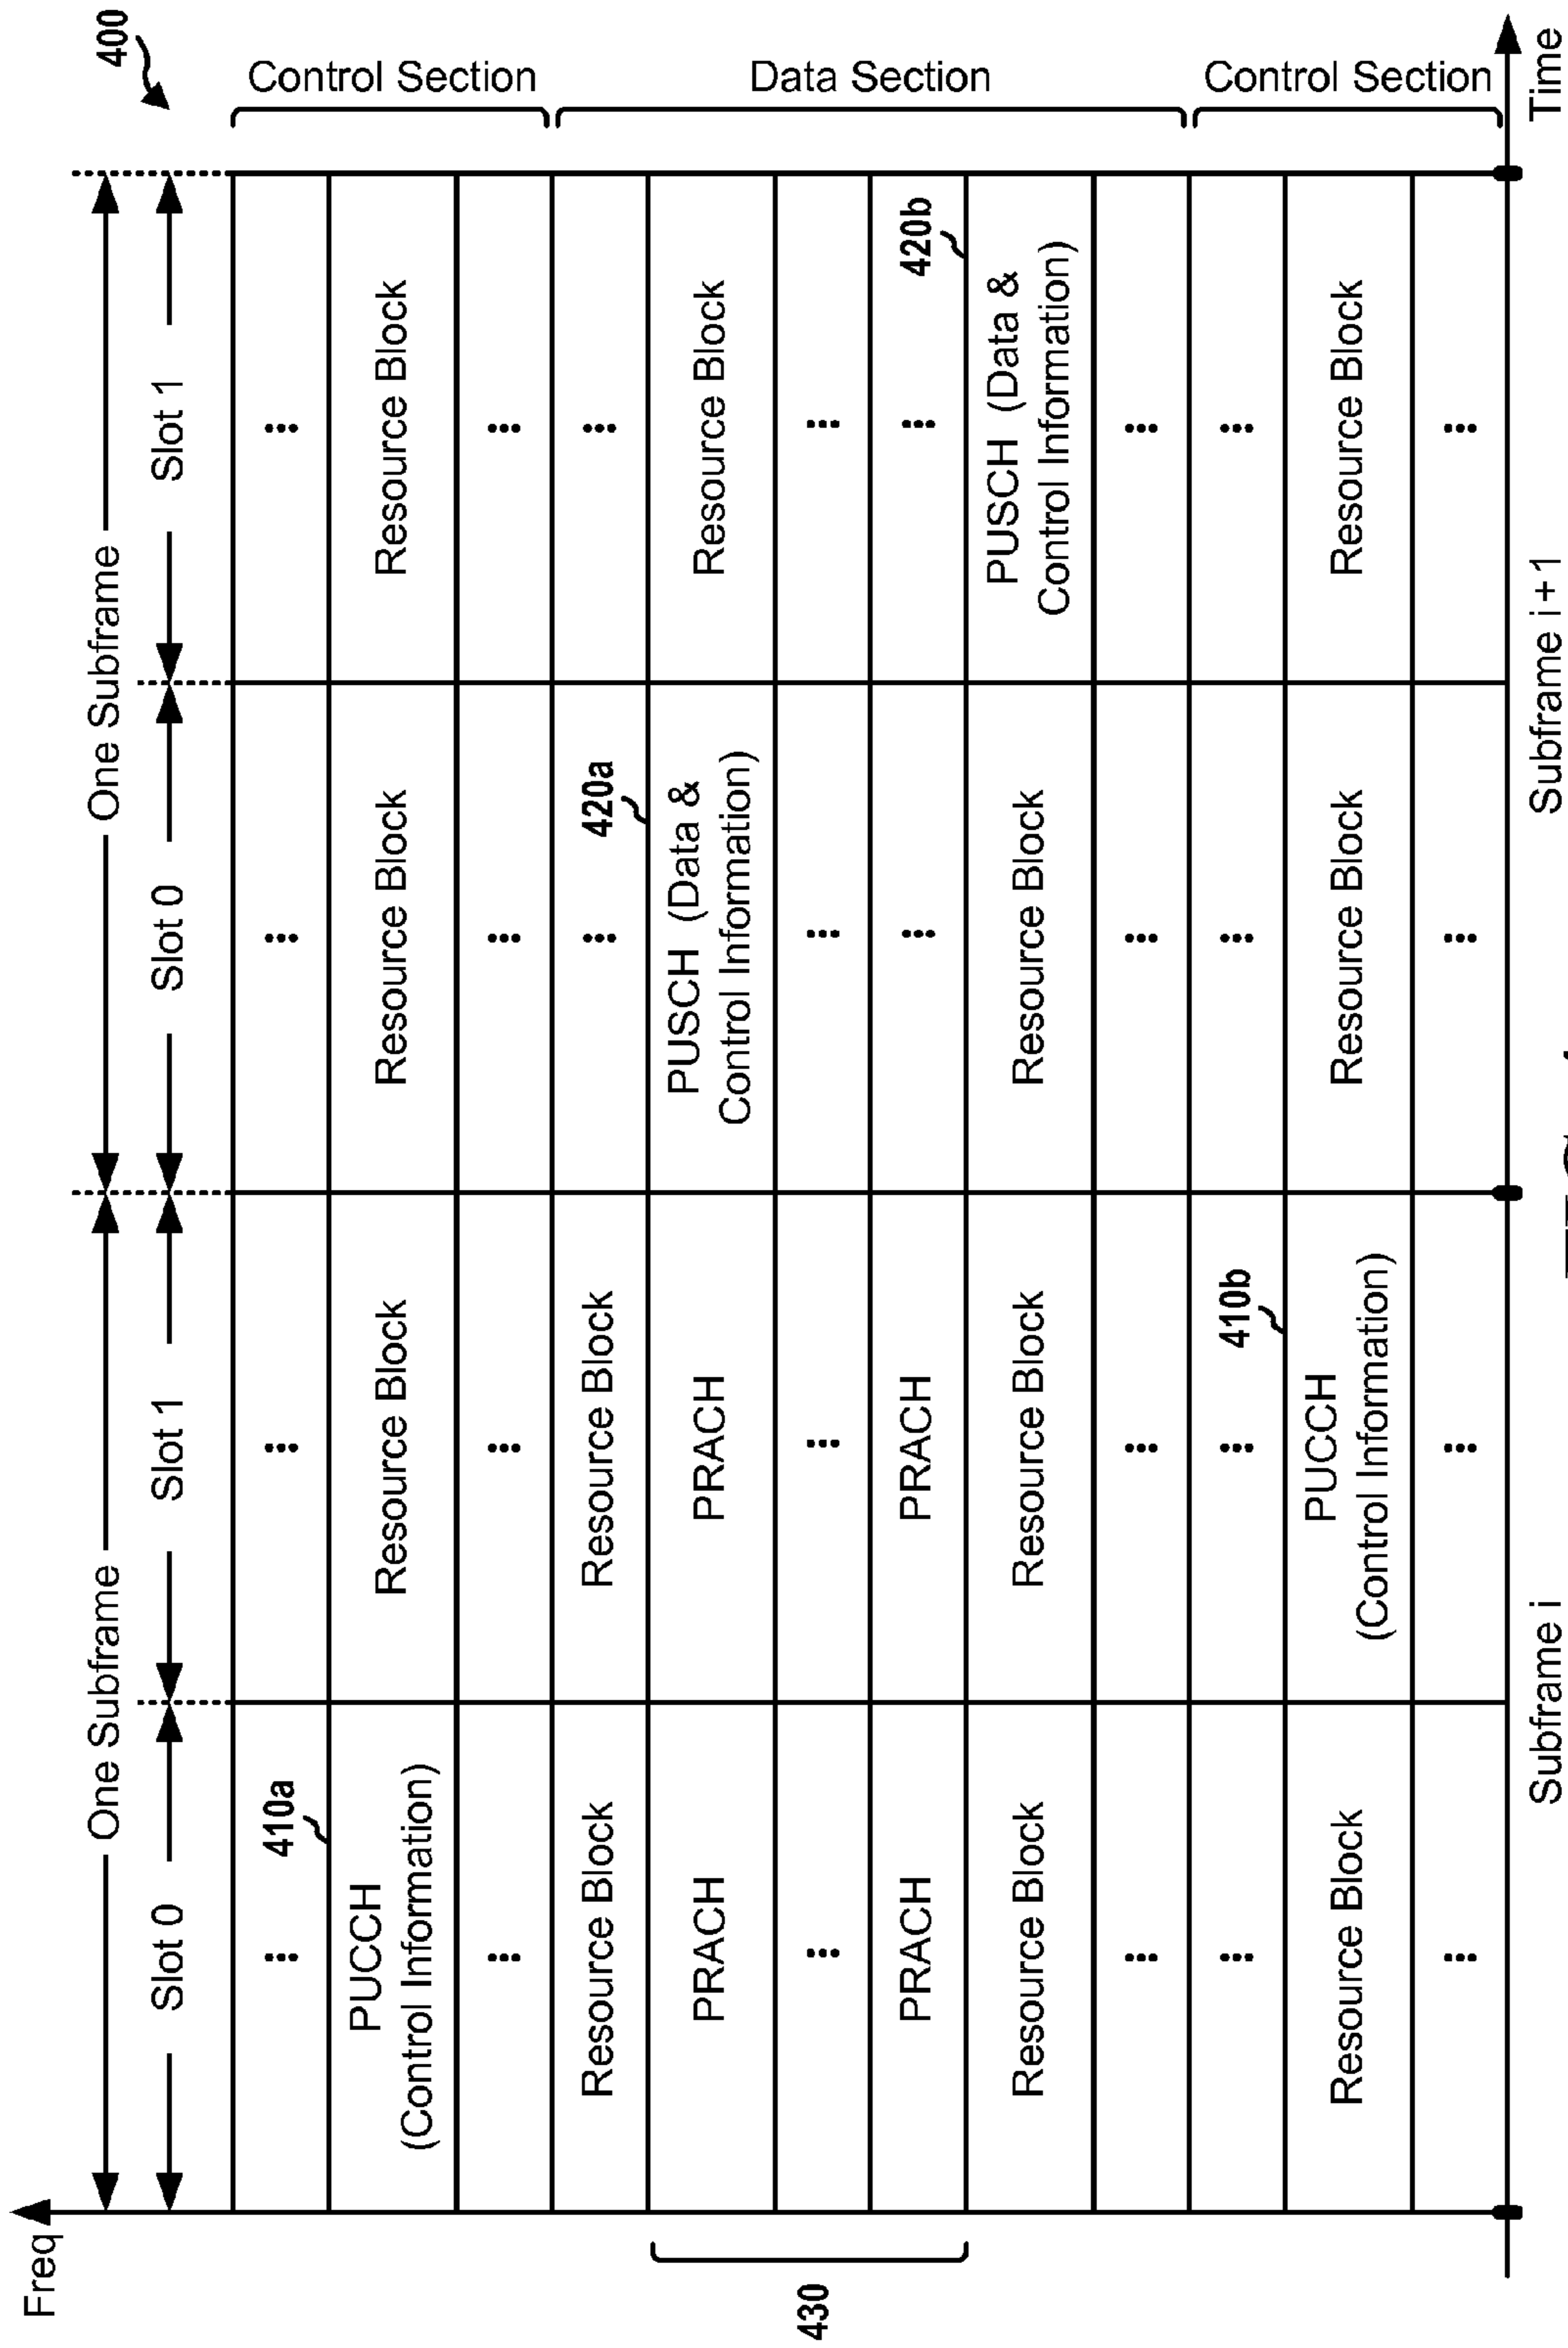 400
One Subframe
One Subframe
Slot 0
Slot 1
Slot 0
Slot 1
Freq
⋮
410a
⋮
⋮
⋮
Control Section
PUCCH
(Control Information)
Resource Block
Resource Block
Resource Block
⋮
⋮
⋮
⋮
Resource Block
Resource Block
⋮
420a
⋮
Data Section
430
PRACH
PRACH
PUSCH (Data &
Control Information)
Resource Block
⋮
⋮
⋮
⋮
PRACH
PRACH
⋮
⋮
420b
Resource Block
Resource Block
Resource Block
PUSCH (Data &
Control Information)
⋮
⋮
⋮
⋮
⋮
⋮
410b
⋮
⋮
Control Section
Resource Block
PUCCH
(Control Information)
Resource Block
Resource Block
⋮
⋮
⋮
⋮
Subframe i
Subframe i+1
Time